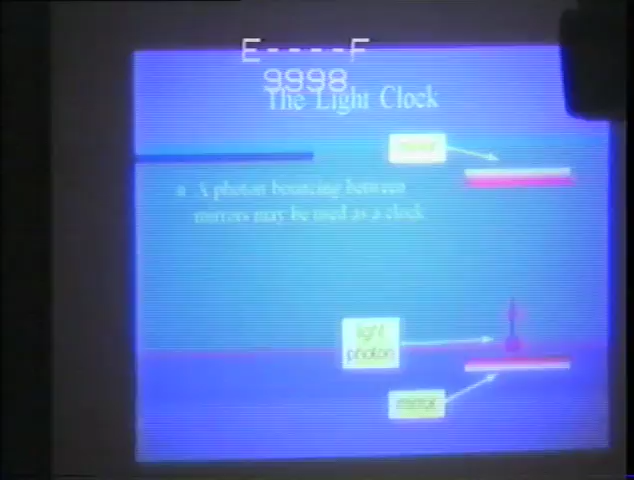 E----F
9998
The Light Clock
mirror
A photon bouncing between
mirrors may be used as a clock
light
photon
mirror